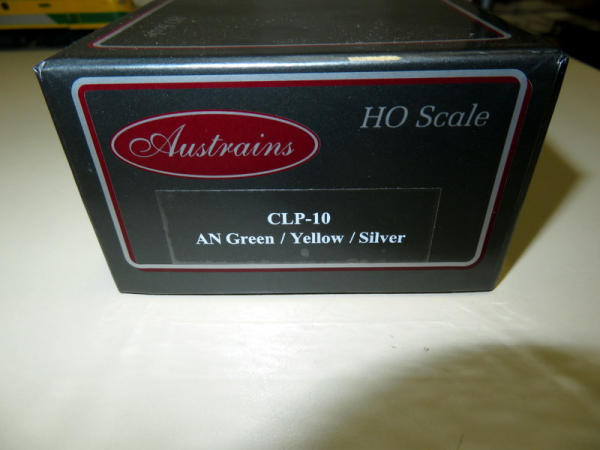 Austrains
HO Scale
CLP-10
AN Green / Yellow / Silver